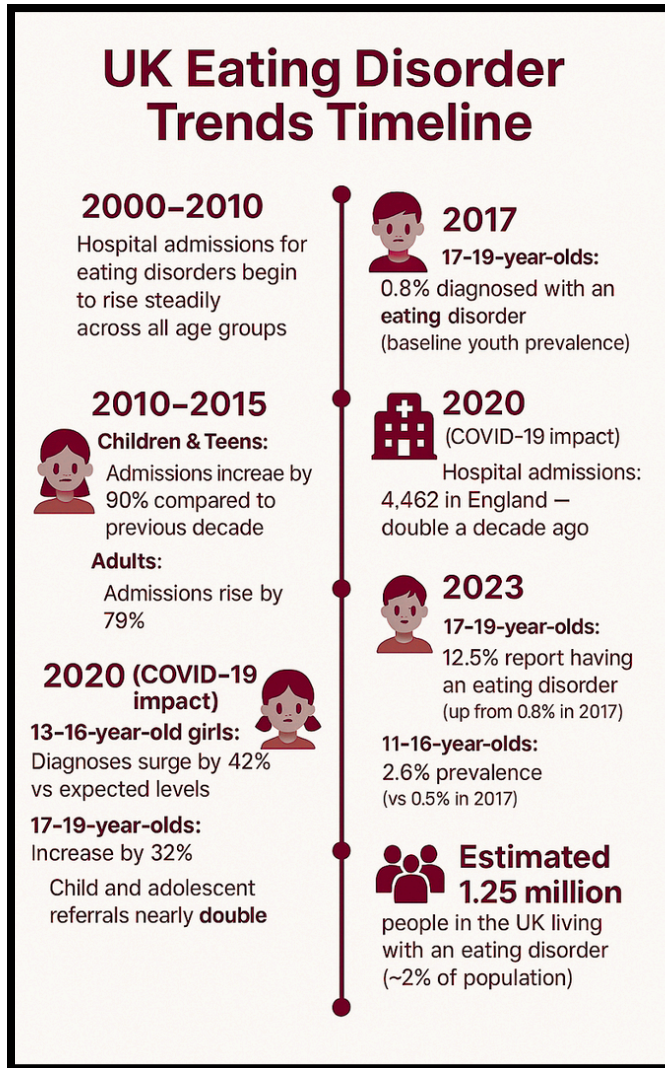 UK Eating Disorder
Trends Timeline
2000–2010
Hospital admissions for
eating disorders begin
to rise steadily
across all age groups
2010–2015
Children & Teens:
Admissions increae by
90% compared to
previous decade
Adults:
Admissions rise by
79%
2020 (COVID-19
impact)
13-16-year-old girls:
Diagnoses surge by 42%
vs expected levels
17-19-year-olds:
Increase by 32%
Child and adolescent
referrals nearly double
2017
17-19-year-olds:
0.8% diagnosed with an
eating disorder
(baseline youth prevalence)
2020
(COVID-19 impact)
Hospital admissions:
4,462 in England —
double a decade ago
2023
17-19-year-olds:
12.5% report having
an eating disorder
(up from 0.8% in 2017)
11-16-year-olds:
2.6% prevalence
(vs 0.5% in 2017)
Estimated
1.25 million
people in the UK living
with an eating disorder
(~2% of population)